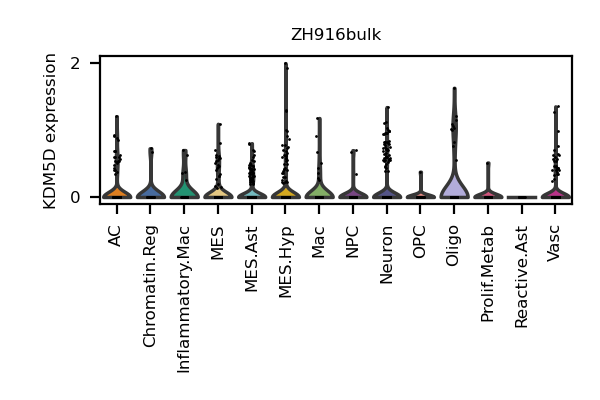 ZH916bulk
KDM5D expression
2
0
AC
Chromatin.Reg
Inflammatory.Mac
MES
MES.Ast
MES.Hyp
Mac
NPC
Neuron
OPC
Oligo
Prolif.Metab
Reactive.Ast
Vasc